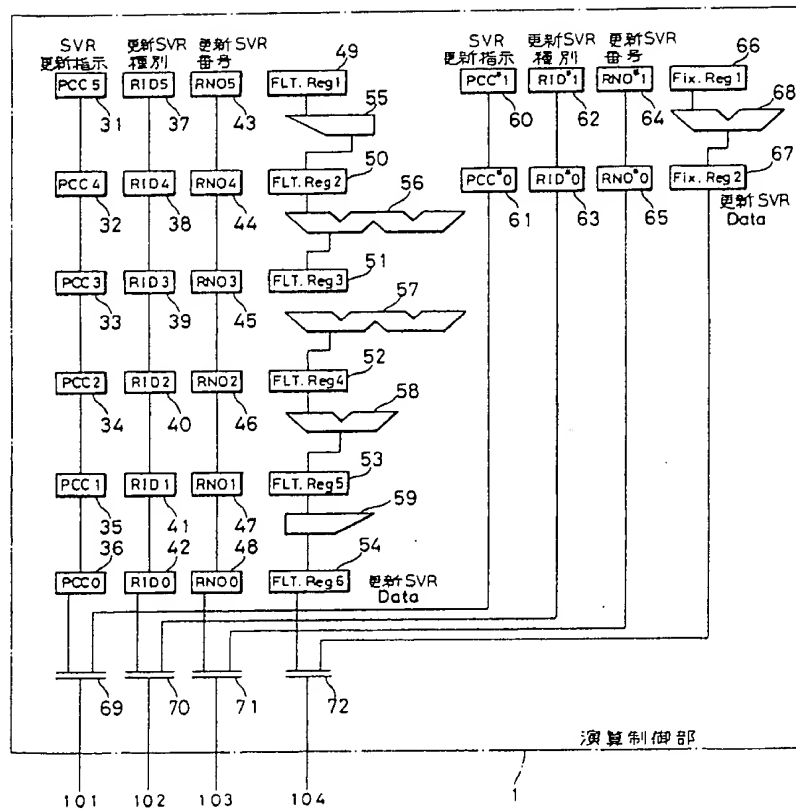 SVR 更新SVR 更新SVR 49 SVR 更新SVR 更新SVR 66
更新指示 種別 番号 更新指示 種別 番号
PCC5 RID5 RNO5 FLT. Reg1 PCC*1 RID*1 RNO*1 Fix. Reg1
31 37 43 55 60 62 64 68
50 67
PCC4 RID4 RNO4 FLT. Reg2 PCC*0 RID*0 RNO*0 Fix. Reg2
32 38 44 56 61 63 65 更新SVR
Data
51
PCC3 RID3 RNO3 FLT. Reg3
33 39 45 57
52
PCC2 RID2 RNO2 FLT. Reg4
34 40 46 58
53
PCC1 RID1 RNO1 FLT. Reg5
35 41 47 59
36 42 48 54
PCC0 RID0 RNO0 FLT. Reg6 更新SVR
Data
69 70 71 72
演算制御部
101 102 103 104 1